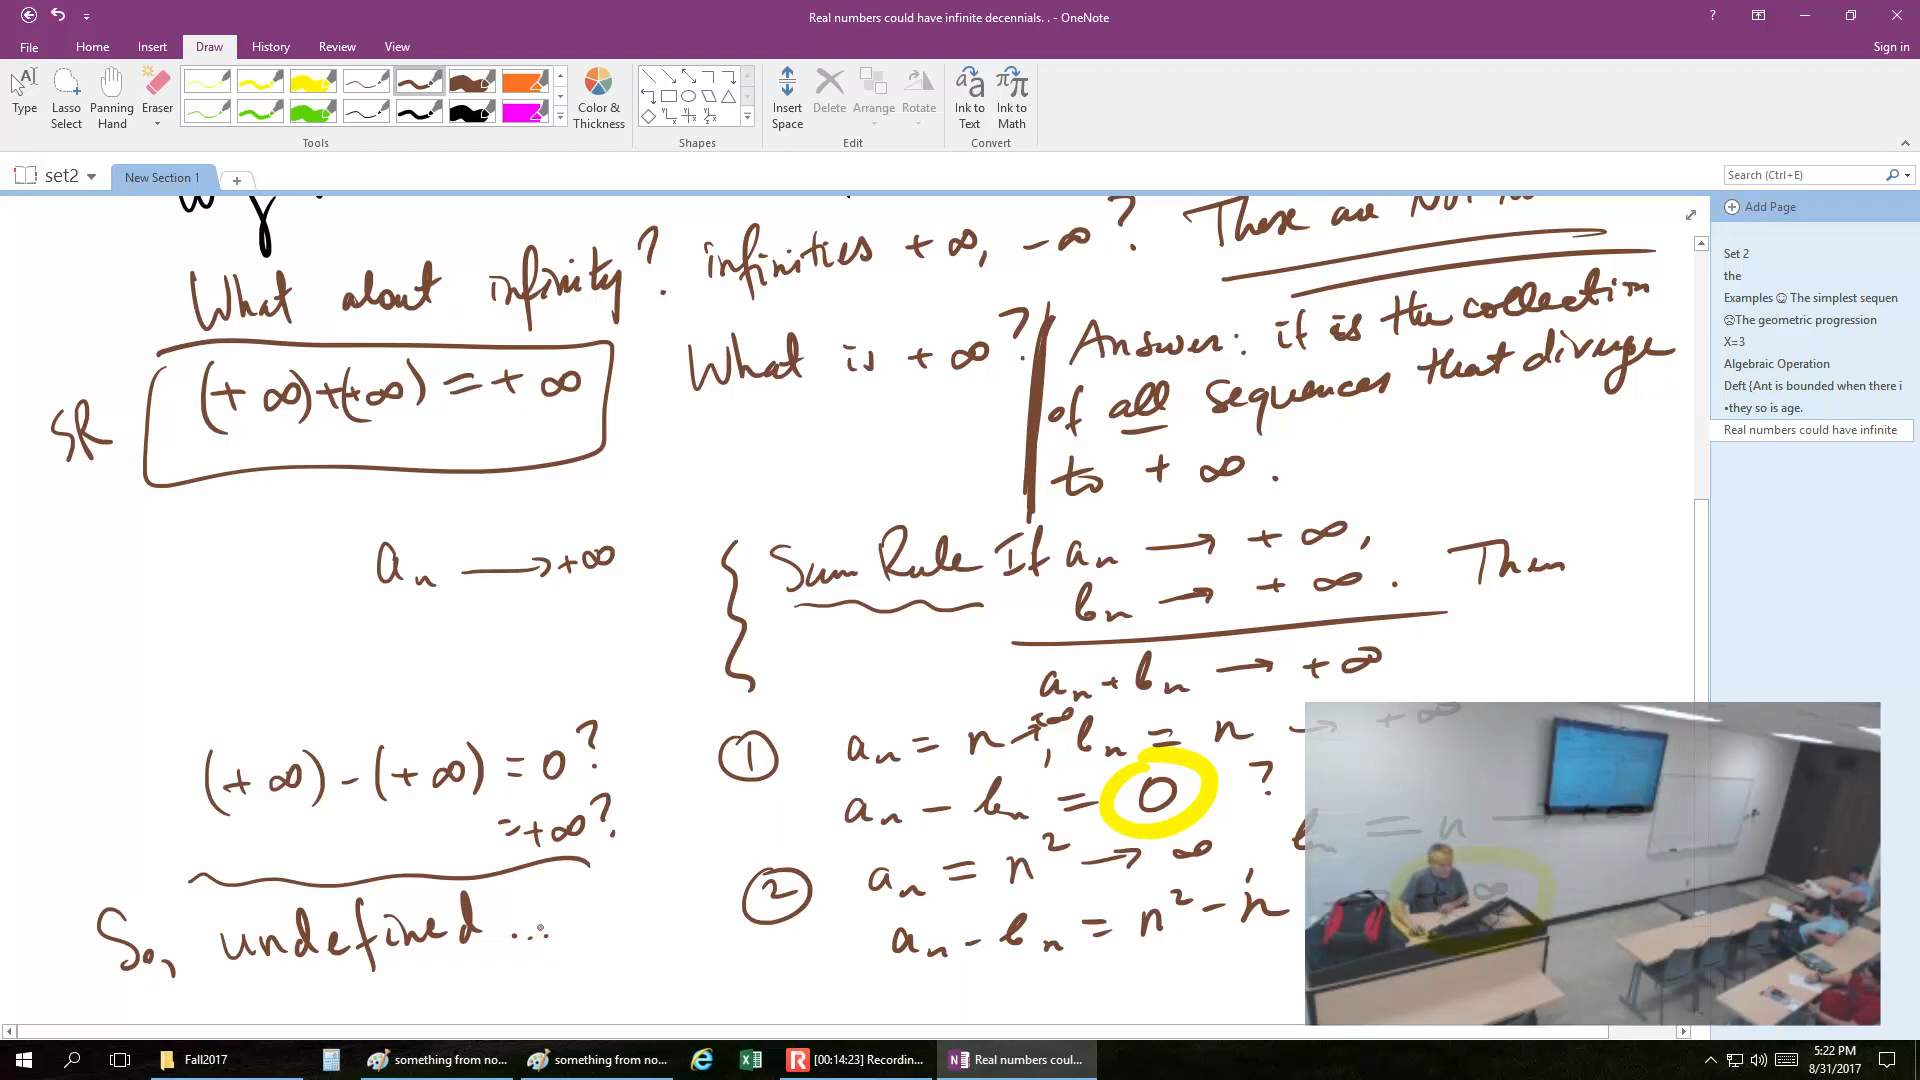 Real numbers could have infinite decennials. . - OneNote
File Home Insert Draw History Review View Sign in
Type Lasso Select Panning Hand Eraser
Color & Thickness
Insert Space Delete Arrange Rotate
Ink to Text Ink to Math
Tools Shapes Edit Convert
set2 New Section 1
Search (Ctrl+E)
Add Page
Set 2
the
Examples ☺ The simplest sequen
☹The geometric progression
X=3
Algebraic Operation
Deft {Ant is bounded when there i
•they so is age.
Real numbers could have infinite
What about infinity? infinities +∞, -∞? These are Not
SR (+∞)+(+∞) = +∞
What is +∞?
Answer: it is the collection
of all sequences that diverge
to +∞.
aₙ → +∞
Sum Rule If aₙ → +∞,
bₙ → +∞. Then
aₙ + bₙ → +∞
(+∞) - (+∞) = 0?
= +∞?
So, undefined ...
① aₙ = n → +∞, bₙ = n → +∞
aₙ - bₙ = 0 ?
② aₙ = n² → ∞, bₙ = n →
aₙ - bₙ = n² - n ∞
Fall2017
something from no...
something from no...
[00:14:23] Recordin...
Real numbers coul...
5:22 PM
8/31/2017